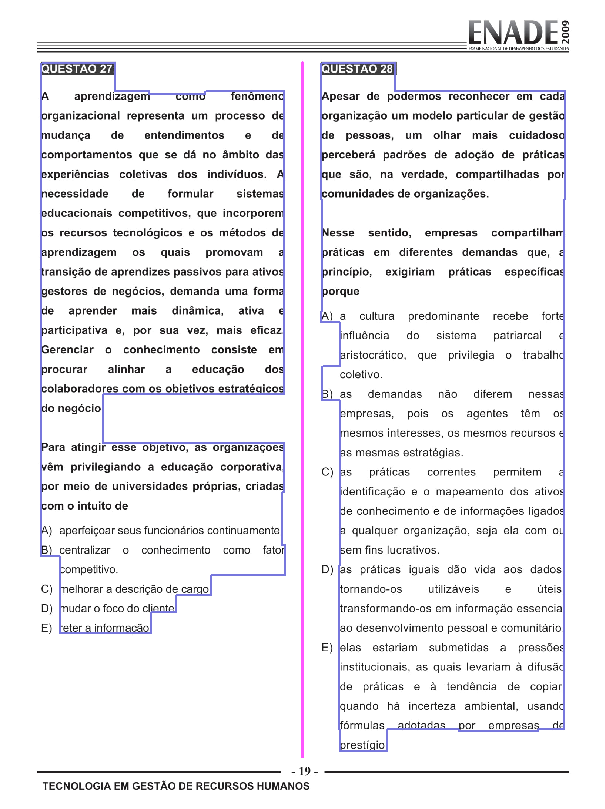 ENADE 2009
EXAME NACIONAL DE DESEMPENHO DOS ESTUDANTES
QUESTÃO 27
A aprendizagem como fenômeno
organizacional representa um processo de
mudança de entendimentos e de
comportamentos que se dá no âmbito das
experiências coletivas dos indivíduos. A
necessidade de formular sistemas
educacionais competitivos, que incorporem
os recursos tecnológicos e os métodos de
aprendizagem os quais promovam a
transição de aprendizes passivos para ativos
gestores de negócios, demanda uma forma
de aprender mais dinâmica, ativa e
participativa e, por sua vez, mais eficaz.
Gerenciar o conhecimento consiste em
procurar alinhar a educação dos
colaboradores com os objetivos estratégicos
do negócio
Para atingir esse objetivo, as organizações
vêm privilegiando a educação corporativa,
por meio de universidades próprias, criadas
com o intuito de
A) aperfeiçoar seus funcionários continuamente
B) centralizar o conhecimento como fator
competitivo.
C) melhorar a descrição de cargo
D) mudar o foco do cliente
E) reter a informação
QUESTÃO 28
Apesar de podermos reconhecer em cada
organização um modelo particular de gestão
de pessoas, um olhar mais cuidadoso
perceberá padrões de adoção de práticas
que são, na verdade, compartilhadas por
comunidades de organizações.
Nesse sentido, empresas compartilham
práticas em diferentes demandas que, a
princípio, exigiriam práticas específicas
porque
A) a cultura predominante recebe forte
influência do sistema patriarcal e
aristocrático, que privilegia o trabalho
coletivo.
B) as demandas não diferem nessas
empresas, pois os agentes têm os
mesmos interesses, os mesmos recursos e
as mesmas estratégias.
C) as práticas correntes permitem a
identificação e o mapeamento dos ativos
de conhecimento e de informações ligados
a qualquer organização, seja ela com ou
sem fins lucrativos.
D) as práticas iguais dão vida aos dados
tornando-os utilizáveis e úteis
transformando-os em informação essencial
ao desenvolvimento pessoal e comunitário
E) elas estariam submetidas a pressões
institucionais, as quais levariam à difusão
de práticas e à tendência de copiar
quando há incerteza ambiental, usando
fórmulas adotadas por empresas de
prestígio
- 19 -
TECNOLOGIA EM GESTÃO DE RECURSOS HUMANOS